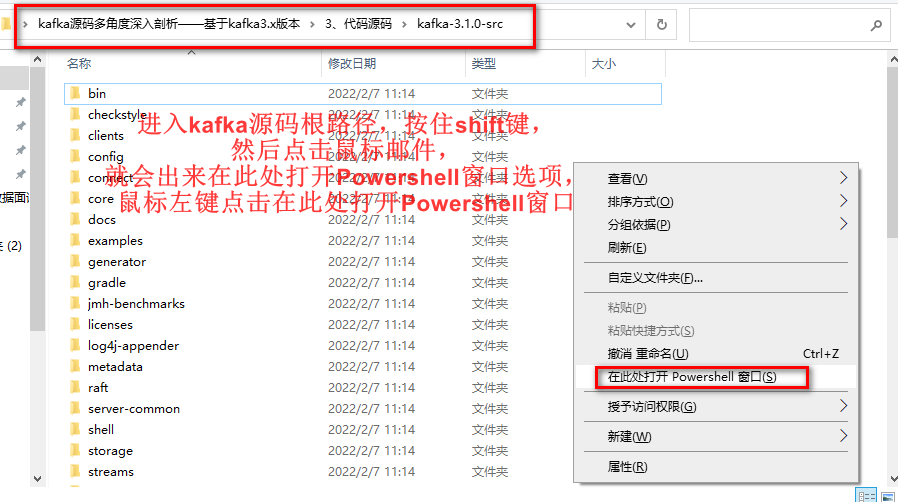 kafka源码多角度深入剖析——基于kafka3.x版本 > 3、代码源码 > kafka-3.1.0-src
名称 修改日期 类型 大小
bin 2022/2/7 11:14 文件夹
checkstyle 2022/2/7 11:14 文件夹
进入kafka源码根路径，按住shift键，
clients 2022/2/7 11:14 文件夹
然后点击鼠标邮件，
config 2022/2/7 11:14 文件夹
就会出来在此处打开Powershell窗口选项，
connect 2022/2/7 11:14 文件夹
鼠标左键点击在此处打开Powershell窗口
core 2022/2/7 11:14 文件夹
docs 2022/2/7 11:14 文件夹
examples 2022/2/7 11:14 文件夹
generator 2022/2/7 11:14 文件夹
gradle 2022/2/7 11:14 文件夹
jmh-benchmarks 2022/2/7 11:14 文件夹
licenses 2022/2/7 11:14 文件夹
log4j-appender 2022/2/7 11:14 文件夹
metadata 2022/2/7 11:14 文件夹
raft 2022/2/7 11:14 文件夹
server-common 2022/2/7 11:14 文件夹
shell 2022/2/7 11:14 文件夹
storage 2022/2/7 11:14 文件夹
streams 2022/2/7 11:14 文件夹
数据面试
(2)
查看(V)
排序方式(O)
分组依据(P)
刷新(E)
自定义文件夹(F)...
粘贴(P)
粘贴快捷方式(S)
撤消 重命名(U) Ctrl+Z
在此处打开 Powershell 窗口(S)
授予访问权限(G)
新建(W)
属性(R)